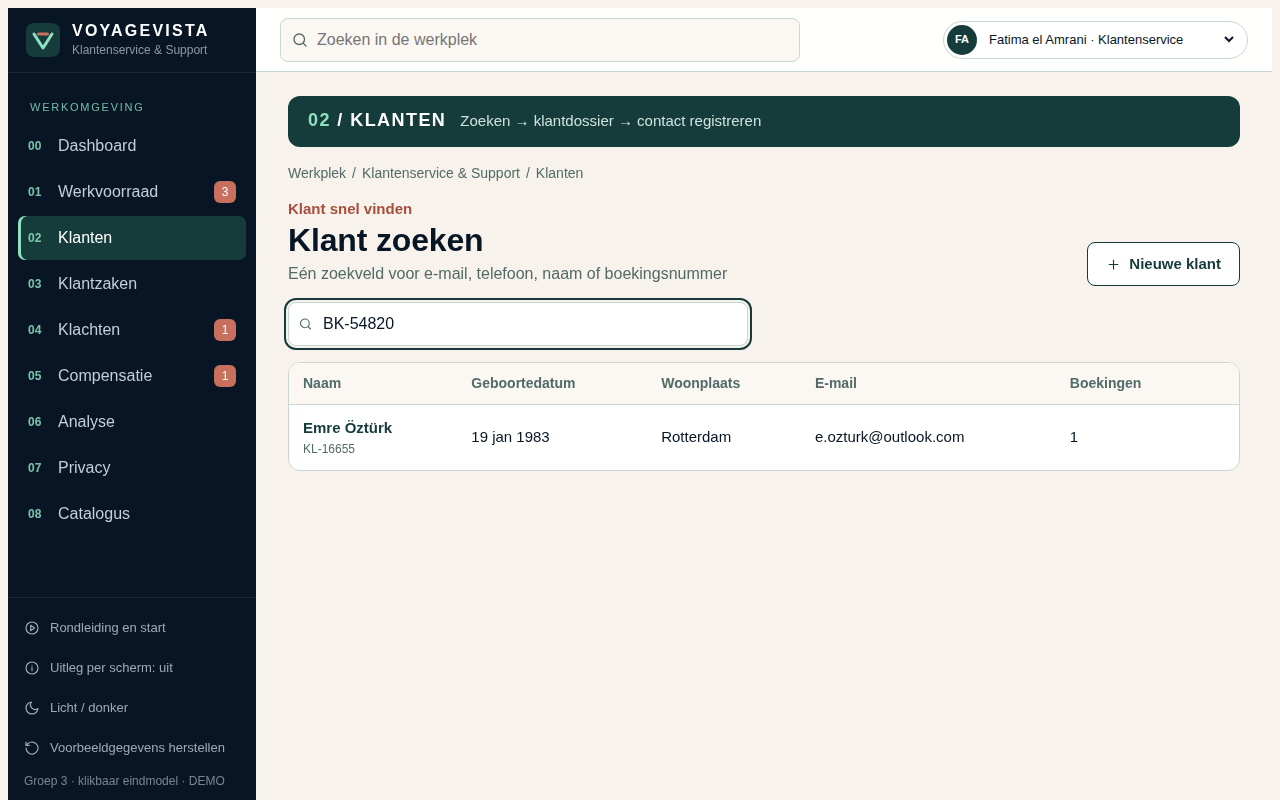 VOYAGEVISTA
Klantenservice & Support
Zoeken in de werkplek
FA
Fatima el Amrani · Klantenservice
WERKOMGEVING
00 Dashboard
01 Werkvoorraad 3
02 Klanten
03 Klantzaken
04 Klachten 1
05 Compensatie 1
06 Analyse
07 Privacy
08 Catalogus
Rondleiding en start
Uitleg per scherm: uit
Licht / donker
Voorbeeldgegevens herstellen
Groep 3 · klikbaar eindmodel · DEMO
02 / KLANTEN Zoeken → klantdossier → contact registreren
Werkplek / Klantenservice & Support / Klanten
Klant snel vinden
Klant zoeken
Eén zoekveld voor e-mail, telefoon, naam of boekingsnummer
+ Nieuwe klant
BK-54820
Naam Geboortedatum Woonplaats E-mail Boekingen
Emre Öztürk 19 jan 1983 Rotterdam e.ozturk@outlook.com 1
KL-16655